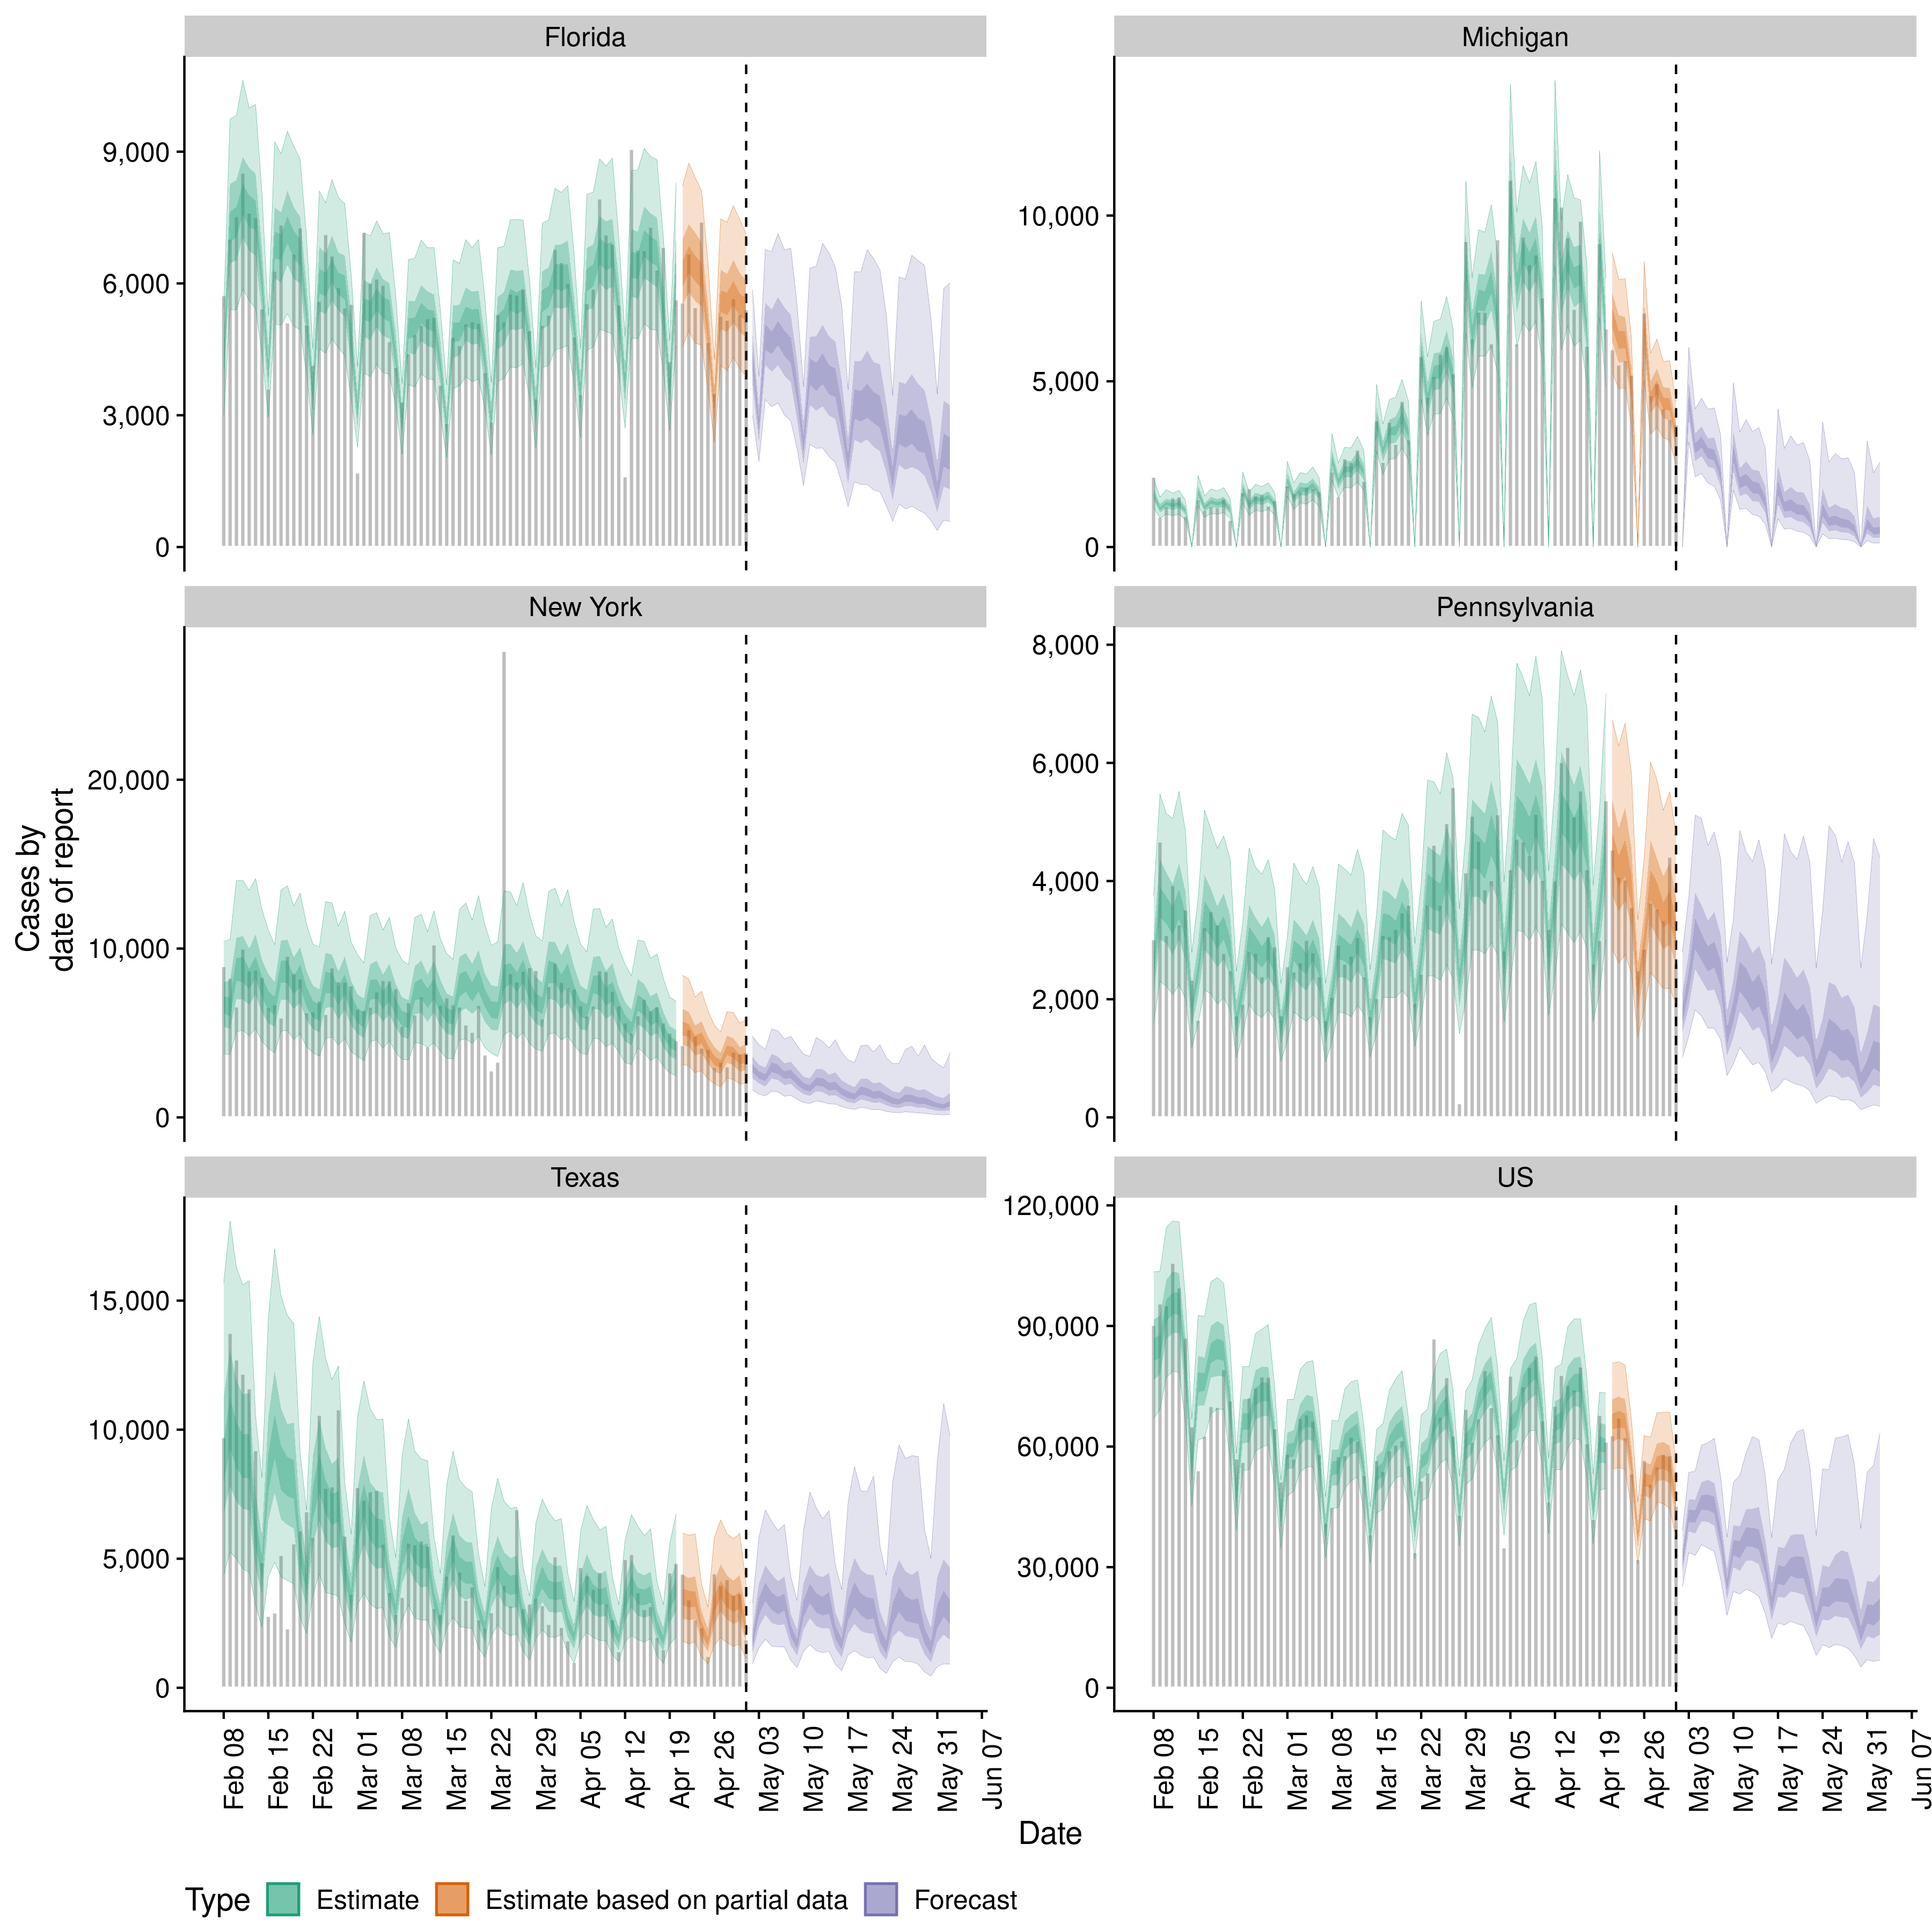 Florida
Michigan
9,000
6,000
3,000
0
10,000
5,000
0
New York
Pennsylvania
20,000
10,000
0
8,000
6,000
4,000
2,000
0
Cases by
date of report
Texas
US
15,000
10,000
5,000
0
120,000
90,000
60,000
30,000
0
Feb 08
Feb 15
Feb 22
Mar 01
Mar 08
Mar 15
Mar 22
Mar 29
Apr 05
Apr 12
Apr 19
Apr 26
May 03
May 10
May 17
May 24
May 31
Jun 07
Feb 08
Feb 15
Feb 22
Mar 01
Mar 08
Mar 15
Mar 22
Mar 29
Apr 05
Apr 12
Apr 19
Apr 26
May 03
May 10
May 17
May 24
May 31
Jun 07
Date
Type
Estimate
Estimate based on partial data
Forecast